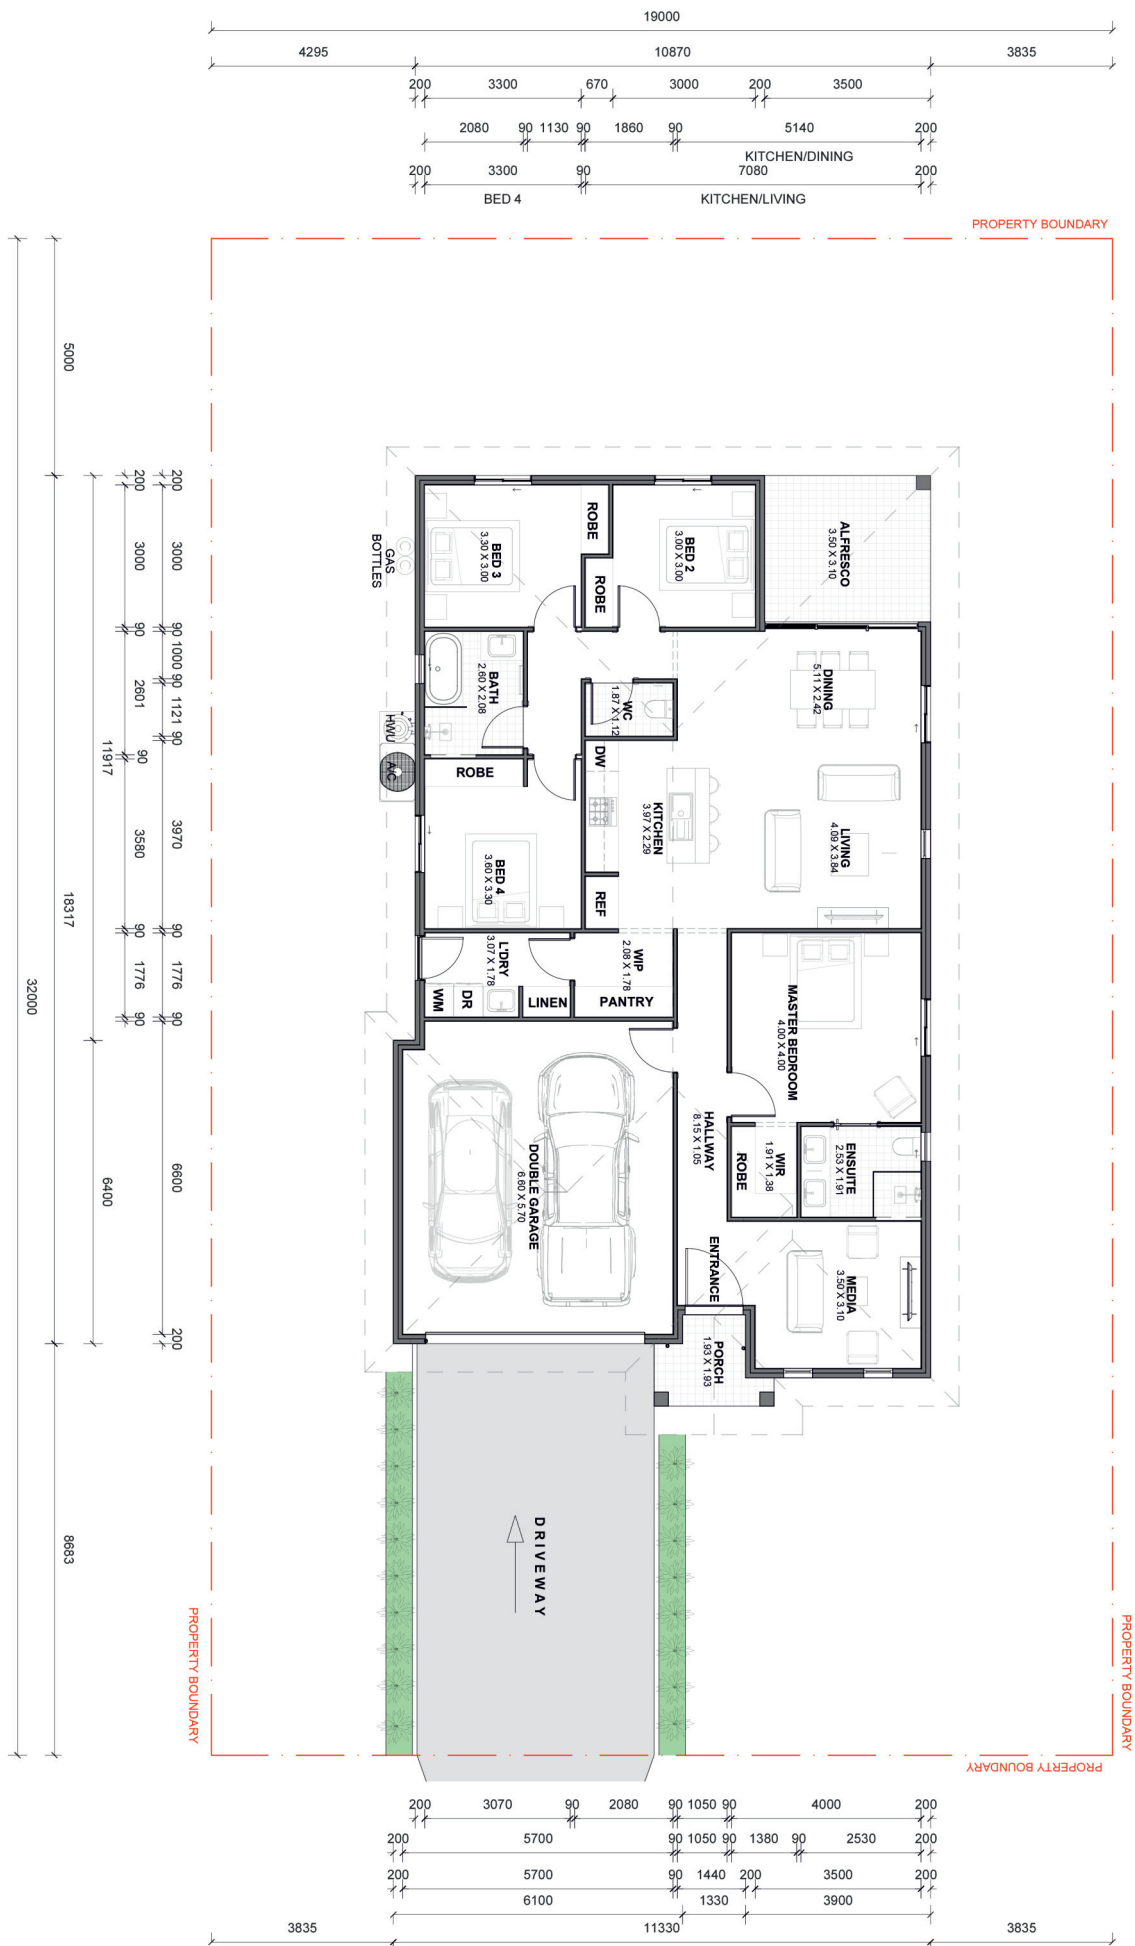 19000
4295 10870 3835
200 3300 670 3000 200 3500
2080 90 1130 90 1860 90 5140 200
KITCHEN/DINING
200 3300 90 7080 200
BED 4 KITCHEN/LIVING
PROPERTY BOUNDARY
32000
5000
18317
8683
11917
6400
200
3000
90
2601
90
3580
90
1776
90
200
3000
90
1000
90
1121
90
3970
90
1776
90
6600
200
GAS
BOTTLES
HWU
A/C
BED 3
3.30 X 3.00
ROBE
ROBE
BED 2
3.00 X 3.00
ALFRESCO
3.50 X 3.10
BATH
2.60 X 2.08
WC
1.87 X 1.12
DINING
5.11 X 2.42
ROBE
DW
KITCHEN
3.97 X 2.29
LIVING
4.09 X 3.84
BED 4
3.60 X 3.30
REF
L'DRY
3.07 X 1.78
WIP
2.08 X 1.78
WM
DR
LINEN
PANTRY
MASTER BEDROOM
4.00 X 4.00
HALLWAY
8.15 X 1.05
ROBE
WIR
1.91 X 1.38
ENSUITE
2.53 X 1.91
DOUBLE GARAGE
6.60 X 5.70
ENTRANCE
MEDIA
3.50 X 3.10
PORCH
1.93 X 1.93
DRIVEWAY
PROPERTY BOUNDARY
PROPERTY BOUNDARY
PROPERTY BOUNDARY
200 3070 90 2080 90 1050 90 4000 200
200 5700 90 1050 90 1380 90 2530 200
200 5700 90 1440 200 3500 200
6100 1330 3900
3835 11330 3835